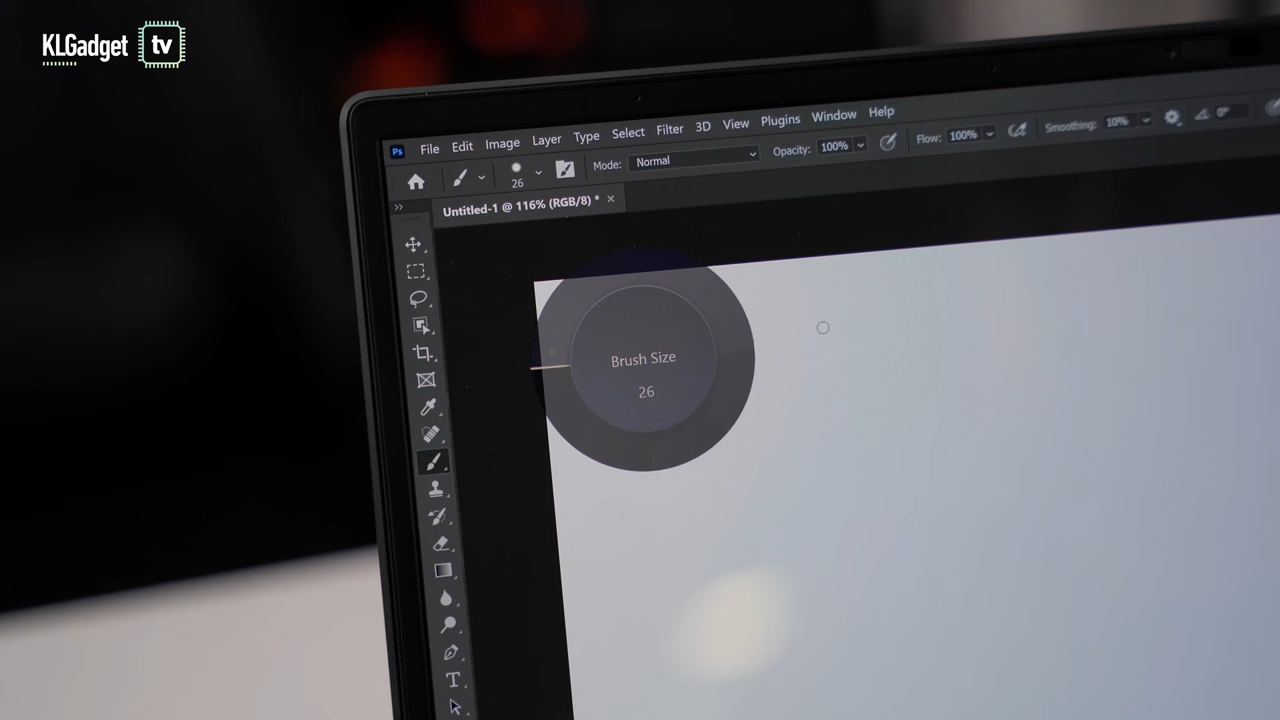 KLGadget tv
Ps File Edit Image Layer Type Select Filter 3D View Plugins Window Help
26 Mode: Normal Opacity: 100% Flow: 100% Smoothing: 10% 0°
Untitled-1 @ 116% (RGB/8) * ×
Brush Size
26